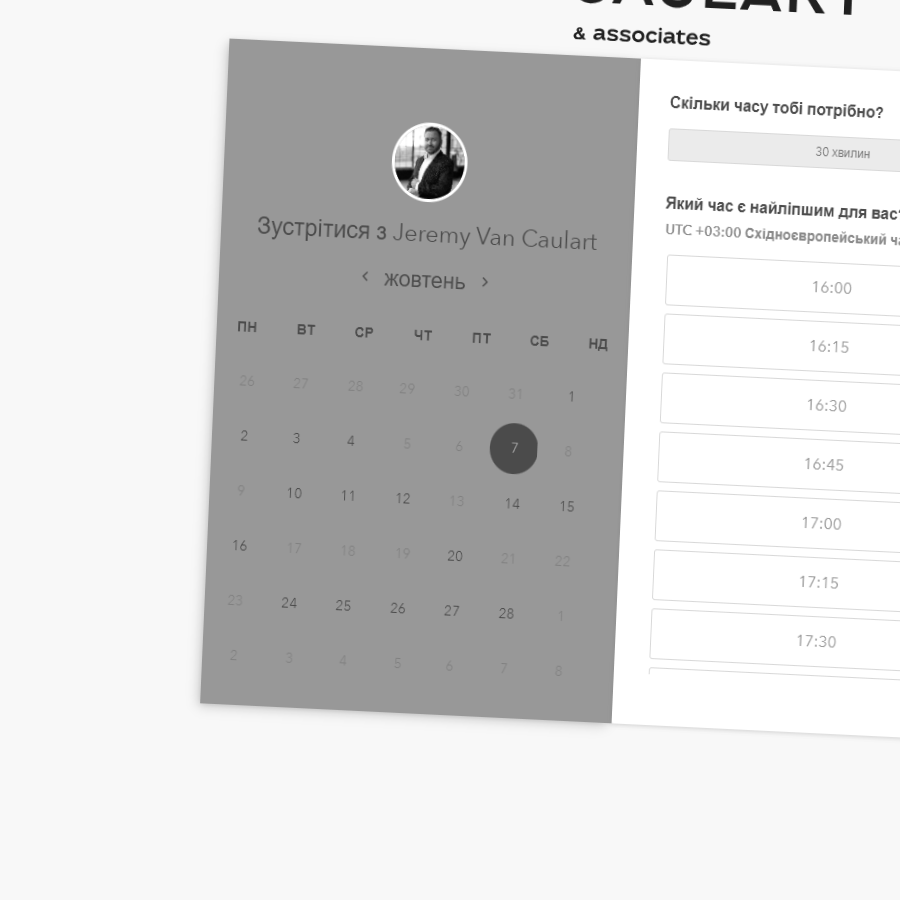 CAULART
& associates
Зустрітися з Jeremy Van Caulart
‹ жовтень ›
ПН ВТ СР ЧТ ПТ СБ НД
26 27 28 29 30 31 1
2 3 4 5 6 7 8
9 10 11 12 13 14 15
16 17 18 19 20 21 22
23 24 25 26 27 28 1
2 3 4 5 6 7 8
Скільки часу тобі потрібно?
30 хвилин
Який час є найліпшим для вас?
UTC +03:00 Східноєвропейський
16:00
16:15
16:30
16:45
17:00
17:15
17:30